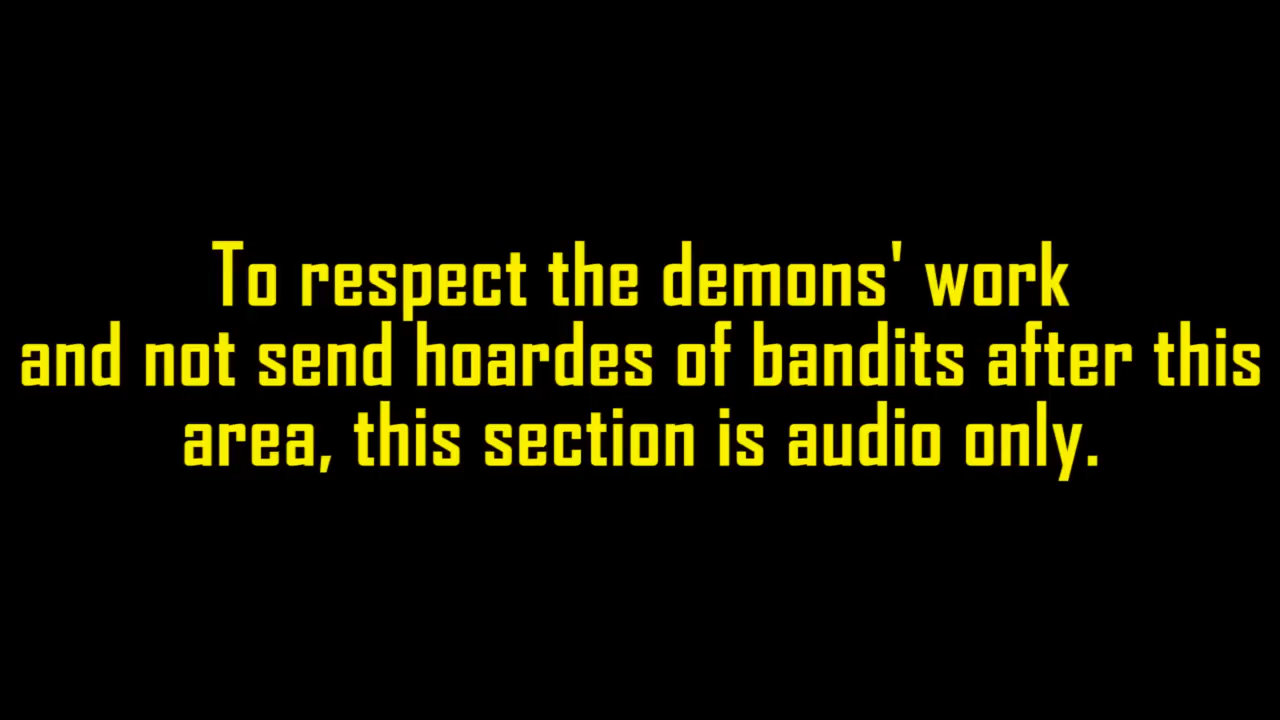 To respect the demons' work
and not send hoardes of bandits after this
area, this section is audio only.